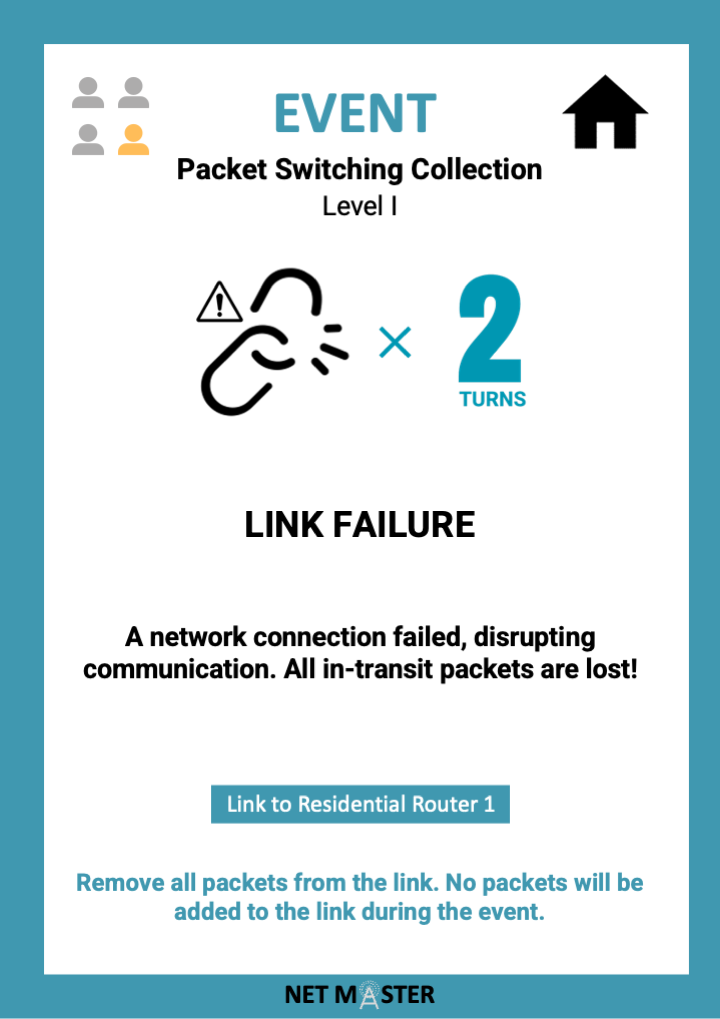 EVENT
Packet Switching Collection
Level I
×
2
TURNS
LINK FAILURE
A network connection failed, disrupting
communication. All in-transit packets are lost!
Link to Residential Router 1
Remove all packets from the link. No packets will be
added to the link during the event.
NET MASTER